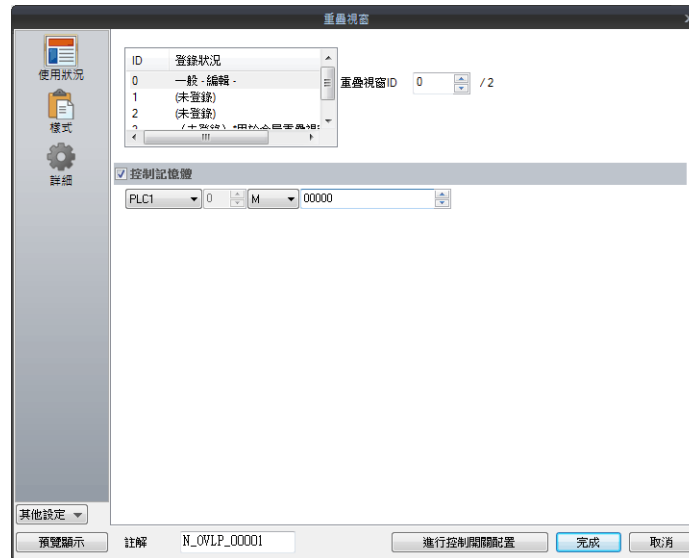 重疊視窗
使用狀況
樣式
詳細
ID 登錄狀況
0 一般 - 編輯 -
1 (未登錄)
2 (未登錄)
重疊視窗ID 0 / 2
控制記憶體
PLC1 0 M 00000
其他設定
預覽顯示 註解 N_OVLP_00001 進行控制開關配置 完成 取消